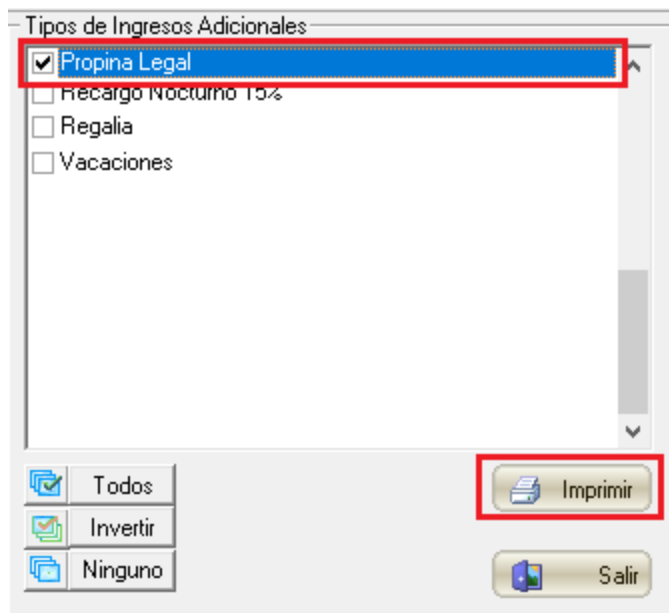 Tipos de Ingresos Adicionales
Propina Legal
Recargo Nocturno 15%
Regalia
Vacaciones
Todos
Imprimir
Invertir
Ninguno
Salir